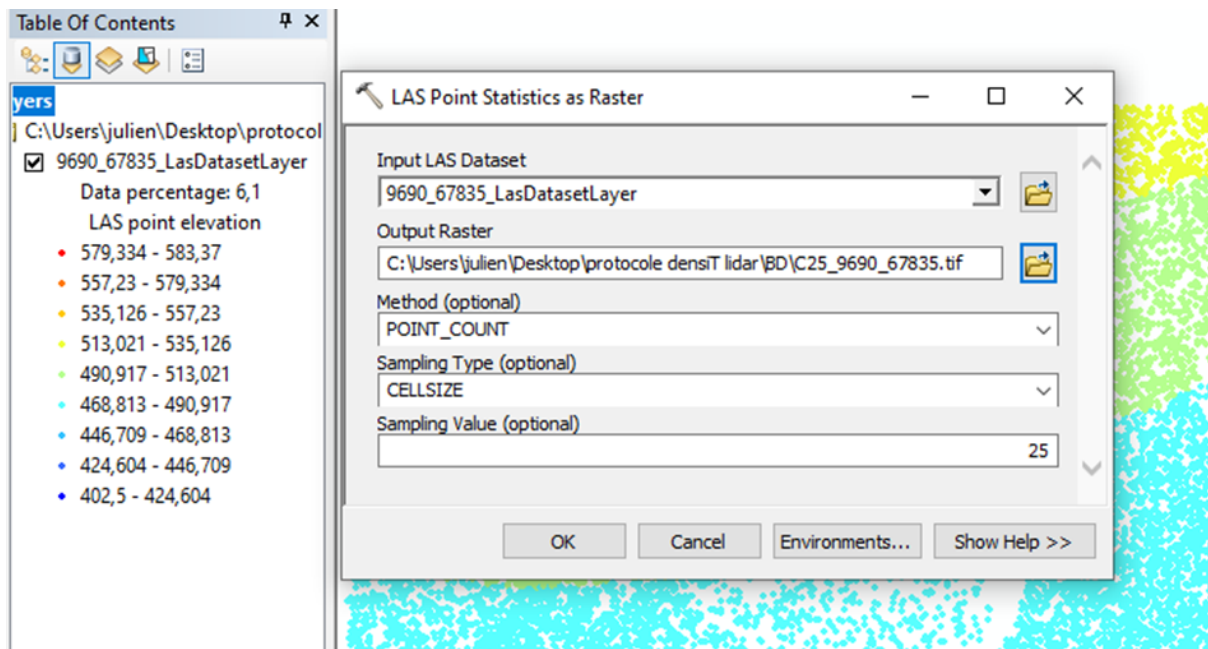 Table Of Contents
yers
C:\Users\julien\Desktop\protocol
9690_67835_LasDatasetLayer
Data percentage: 6,1
LAS point elevation
579,334 - 583,37
557,23 - 579,334
535,126 - 557,23
513,021 - 535,126
490,917 - 513,021
468,813 - 490,917
446,709 - 468,813
424,604 - 446,709
402,5 - 424,604
LAS Point Statistics as Raster
Input LAS Dataset
9690_67835_LasDatasetLayer
Output Raster
C:\Users\julien\Desktop\protocole densiT lidar\BD\C25_9690_67835.tif
Method (optional)
POINT_COUNT
Sampling Type (optional)
CELLSIZE
Sampling Value (optional)
25
OK Cancel Environments... Show Help >>